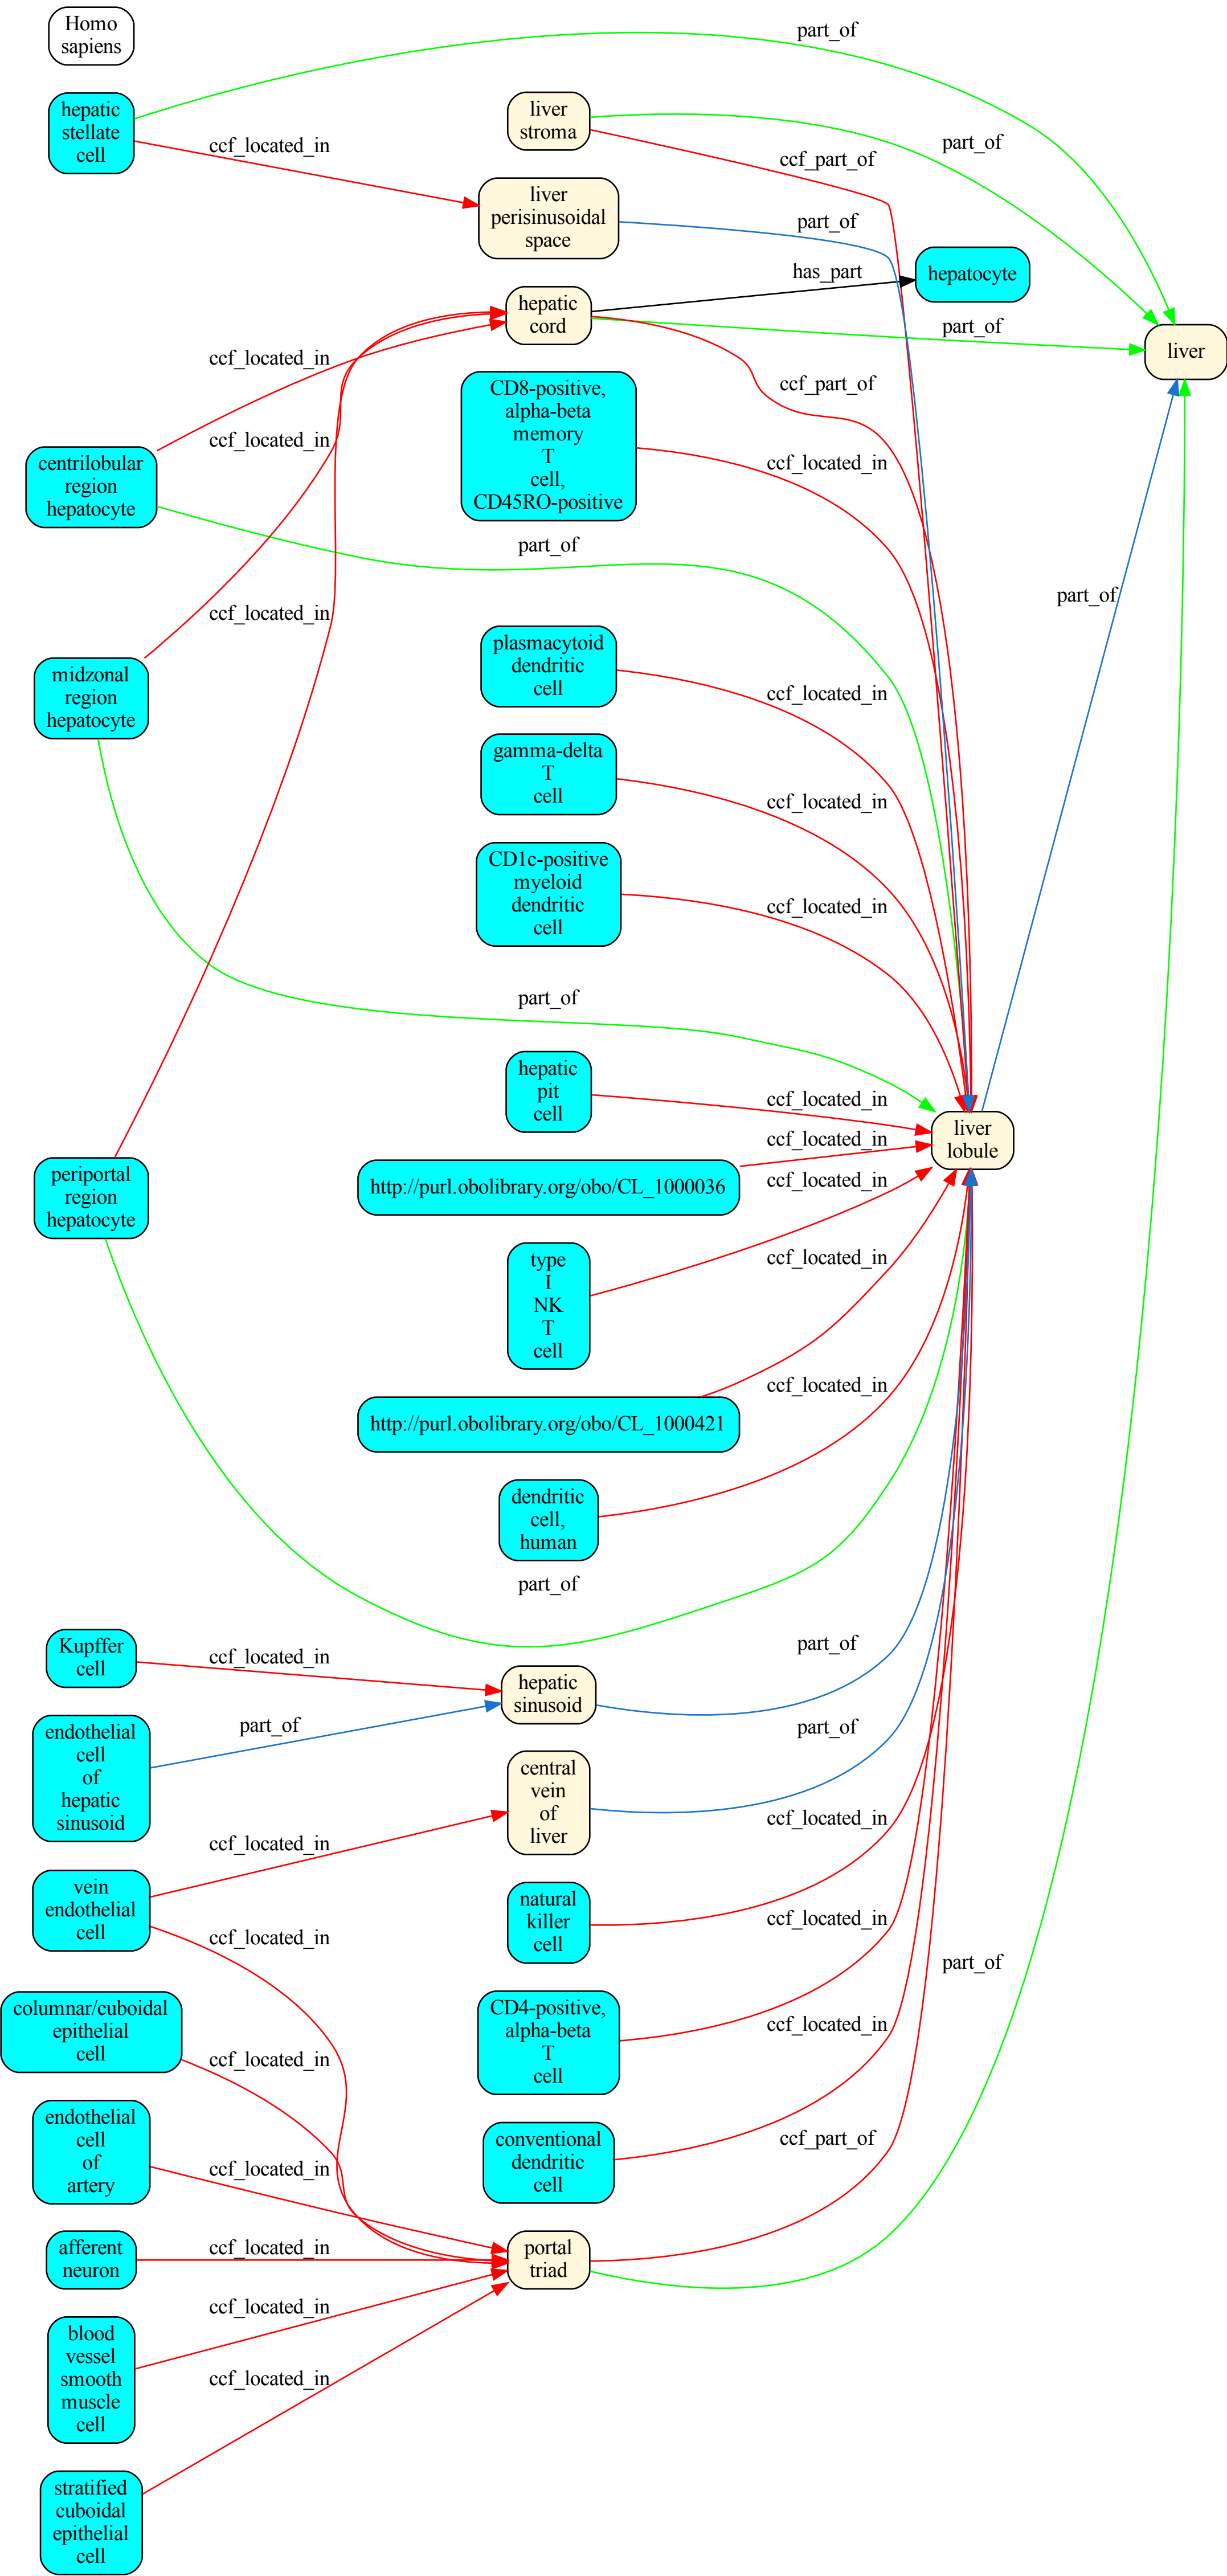 Homo
sapiens
part_of
hepatic
stellate
cell
ccf_located_in
liver
stroma
part_of
ccf_part_of
liver
perisinusoidal
space
part_of
hepatocyte
has_part
hepatic
cord
part_of
liver
ccf_located_in
ccf_part_of
CD8-positive,
alpha-beta
memory
T
cell,
CD45RO-positive
ccf_located_in
ccf_located_in
centrilobular
region
hepatocyte
part_of
part_of
ccf_located_in
midzonal
region
hepatocyte
plasmacytoid
dendritic
cell
ccf_located_in
gamma-delta
T
cell
ccf_located_in
CD1c-positive
myeloid
dendritic
cell
ccf_located_in
part_of
hepatic
pit
cell
ccf_located_in
liver
lobule
ccf_located_in
periportal
region
hepatocyte
http://purl.obolibrary.org/obo/CL_1000036
ccf_located_in
type
I
NK
T
cell
ccf_located_in
http://purl.obolibrary.org/obo/CL_1000421
ccf_located_in
dendritic
cell,
human
part_of
Kupffer
cell
ccf_located_in
hepatic
sinusoid
part_of
endothelial
cell
of
hepatic
sinusoid
part_of
central
vein
of
liver
part_of
ccf_located_in
vein
endothelial
cell
ccf_located_in
ccf_located_in
natural
killer
cell
ccf_located_in
part_of
columnar/cuboidal
epithelial
cell
ccf_located_in
CD4-positive,
alpha-beta
T
cell
ccf_located_in
endothelial
cell
of
artery
ccf_located_in
conventional
dendritic
cell
ccf_part_of
afferent
neuron
ccf_located_in
portal
triad
blood
vessel
smooth
muscle
cell
ccf_located_in
ccf_located_in
stratified
cuboidal
epithelial
cell